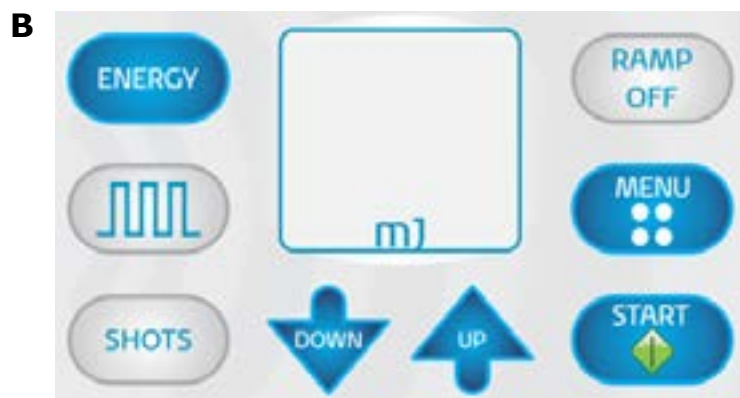 B
ENERGY
RAMP
OFF
mJ
MENU
SHOTS
DOWN
UP
START